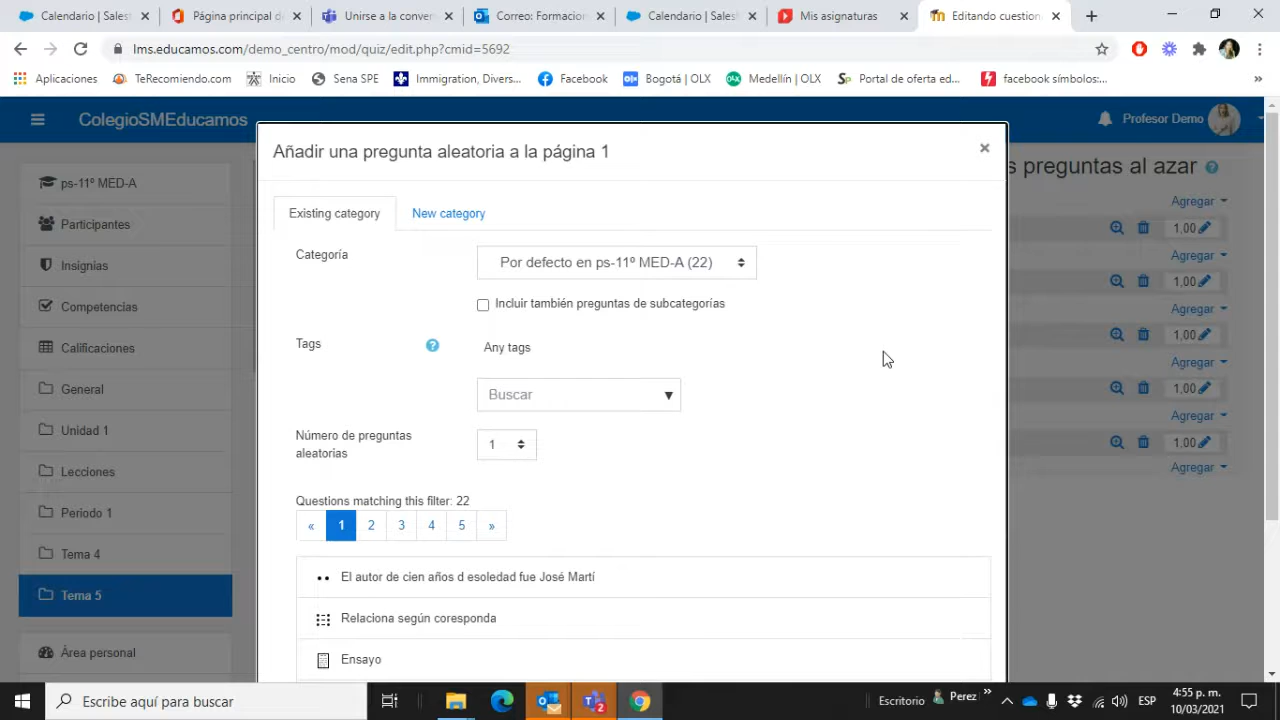 Calendario | Sales
Página principal de
Unirse a la conver
Correo: Formacion
Calendario | Sales
Mis asignaturas
Editando cuestion
lms.educamos.com/demo_centro/mod/quiz/edit.php?cmid=5692
Aplicaciones
TeRecomiendo.com
Inicio
Sena SPE
Immigration, Divers...
Facebook
Bogotá | OLX
Medellín | OLX
Portal de oferta ed...
facebook símbolos:...
»
ColegioSMEducamos
Profesor Demo
Añadir una pregunta aleatoria a la página 1
×
s preguntas al azar
ps-11º MED-A
Participantes
Insignias
Competencias
Calificaciones
General
Unidad 1
Lecciones
Periodo 1
Tema 4
Tema 5
Área personal
Existing category
New category
Categoría
Por defecto en ps-11º MED-A (22)
Incluir también preguntas de subcategorías
Tags
Any tags
Buscar
Número de preguntas
aleatorias
1
Questions matching this filter: 22
« 1 2 3 4 5 »
El autor de cien años d esoledad fue José Martí
Relaciona según coresponda
Ensayo
Agregar
1,00
Agregar
1,00
Agregar
1,00
Agregar
1,00
Agregar
1,00
Agregar
Escribe aquí para buscar
Escritorio
Perez
»
ESP
4:55 p. m.
10/03/2021